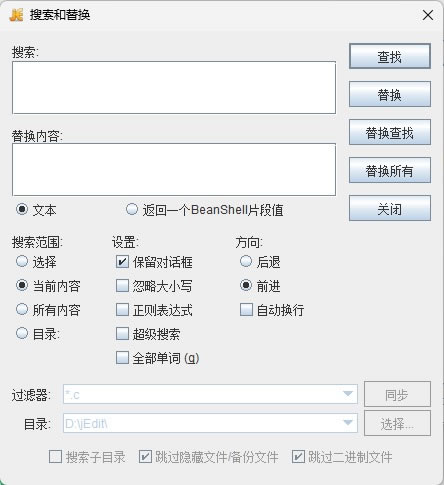 搜索和替换
搜索:
查找
替换
替换内容:
替换查找
替换所有
文本 返回一个BeanShell片段值
关闭
搜索范围: 设置: 方向:
选择 保留对话框 后退
当前内容 忽略大小写 前进
所有内容 正则表达式 自动换行
目录: 超级搜索
全部单词 (q)
过滤器: *.c 同步
目录: D:\jEdit\ 选择...
搜索子目录 跳过隐藏文件/备份文件 跳过二进制文件